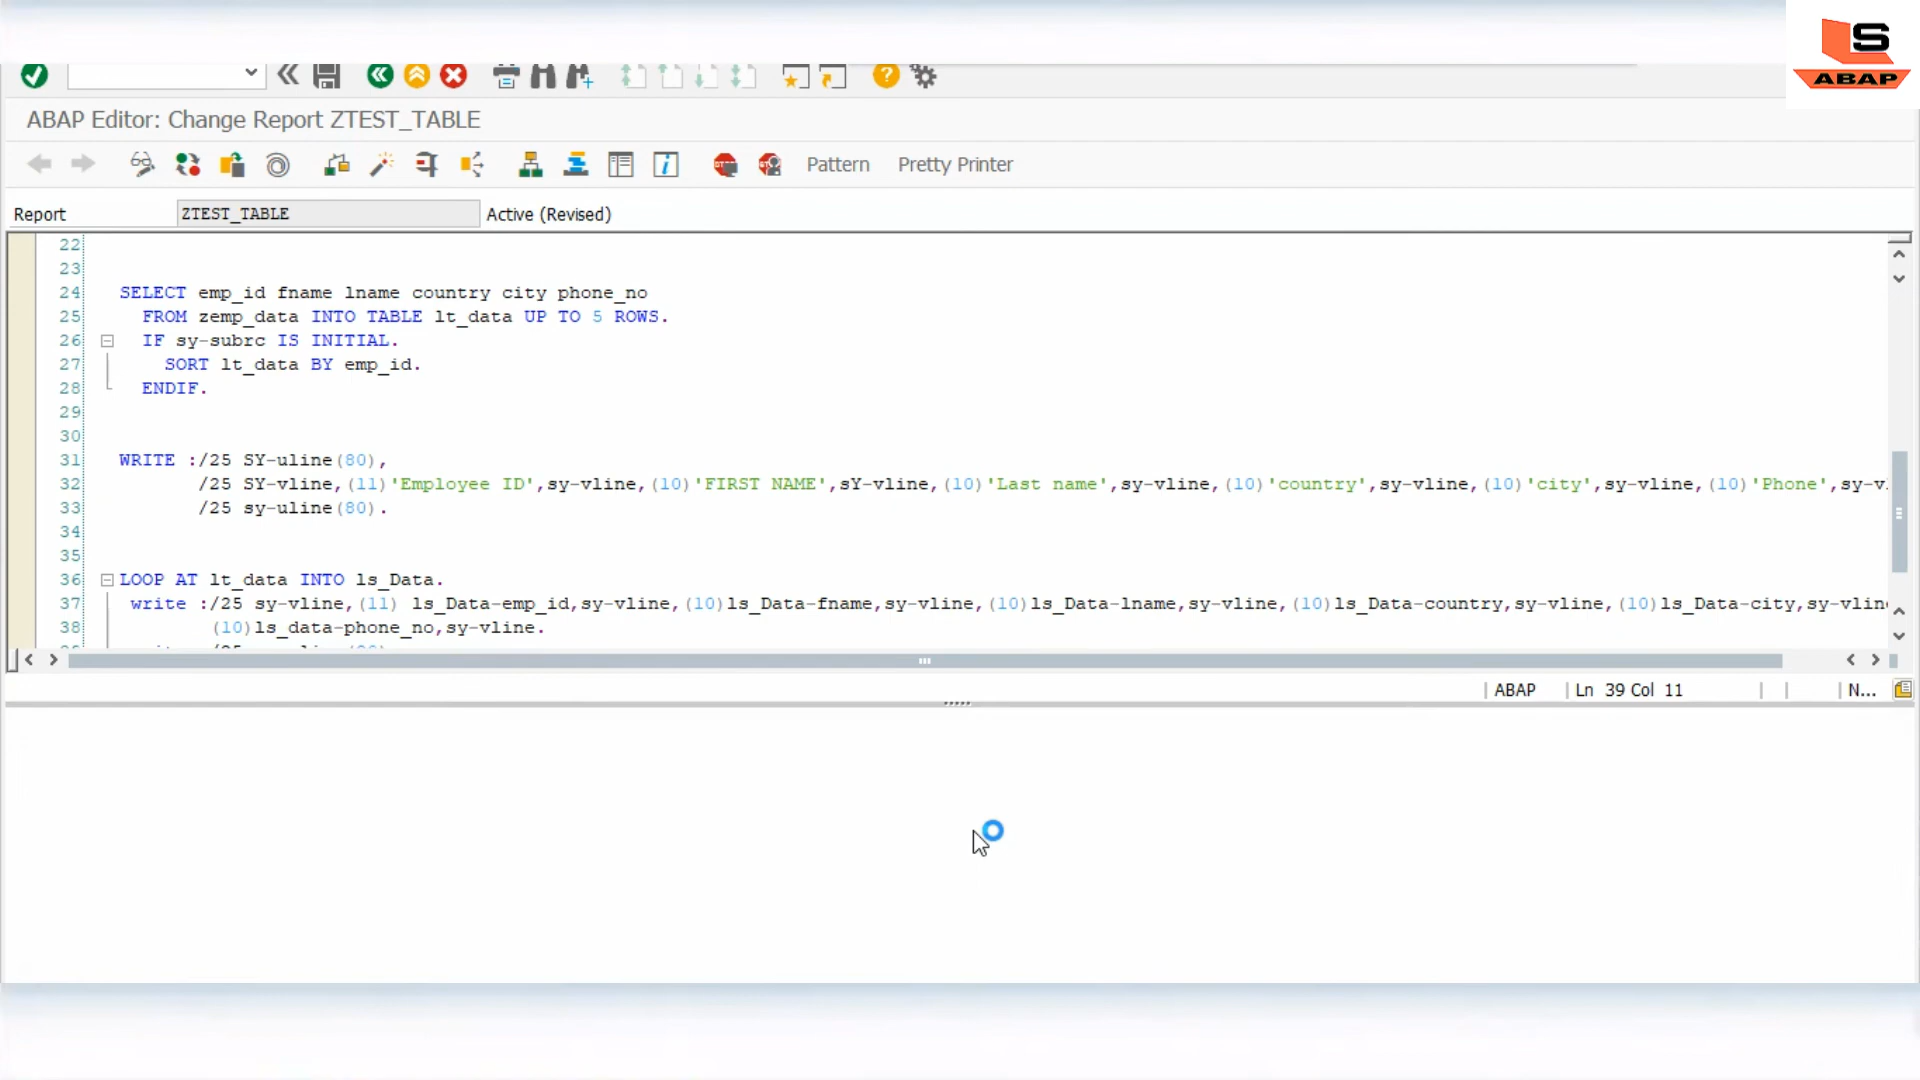 S
ABAP
ABAP Editor: Change Report ZTEST_TABLE
Pattern Pretty Printer
Report ZTEST_TABLE Active (Revised)
22
23
24 SELECT emp_id fname lname country city phone_no
25 FROM zemp_data INTO TABLE lt_data UP TO 5 ROWS.
26 IF sy-subrc IS INITIAL.
27 SORT lt_data BY emp_id.
28 ENDIF.
29
30
31 WRITE :/25 SY-uline(80),
32 /25 SY-vline,(11)'Employee ID',sy-vline,(10)'FIRST NAME',sY-vline,(10)'Last name',sy-vline,(10)'country',sy-vline,(10)'city',sy-vline,(10)'Phone',sy-v
33 /25 sy-uline(80).
34
35
36 LOOP AT lt_data INTO ls_Data.
37 write :/25 sy-vline,(11) ls_Data-emp_id,sy-vline,(10)ls_Data-fname,sy-vline,(10)ls_Data-lname,sy-vline,(10)ls_Data-country,sy-vline,(10)ls_Data-city,sy-vlin
38 (10)ls_data-phone_no,sy-vline.
ABAP Ln 39 Col 11 N...